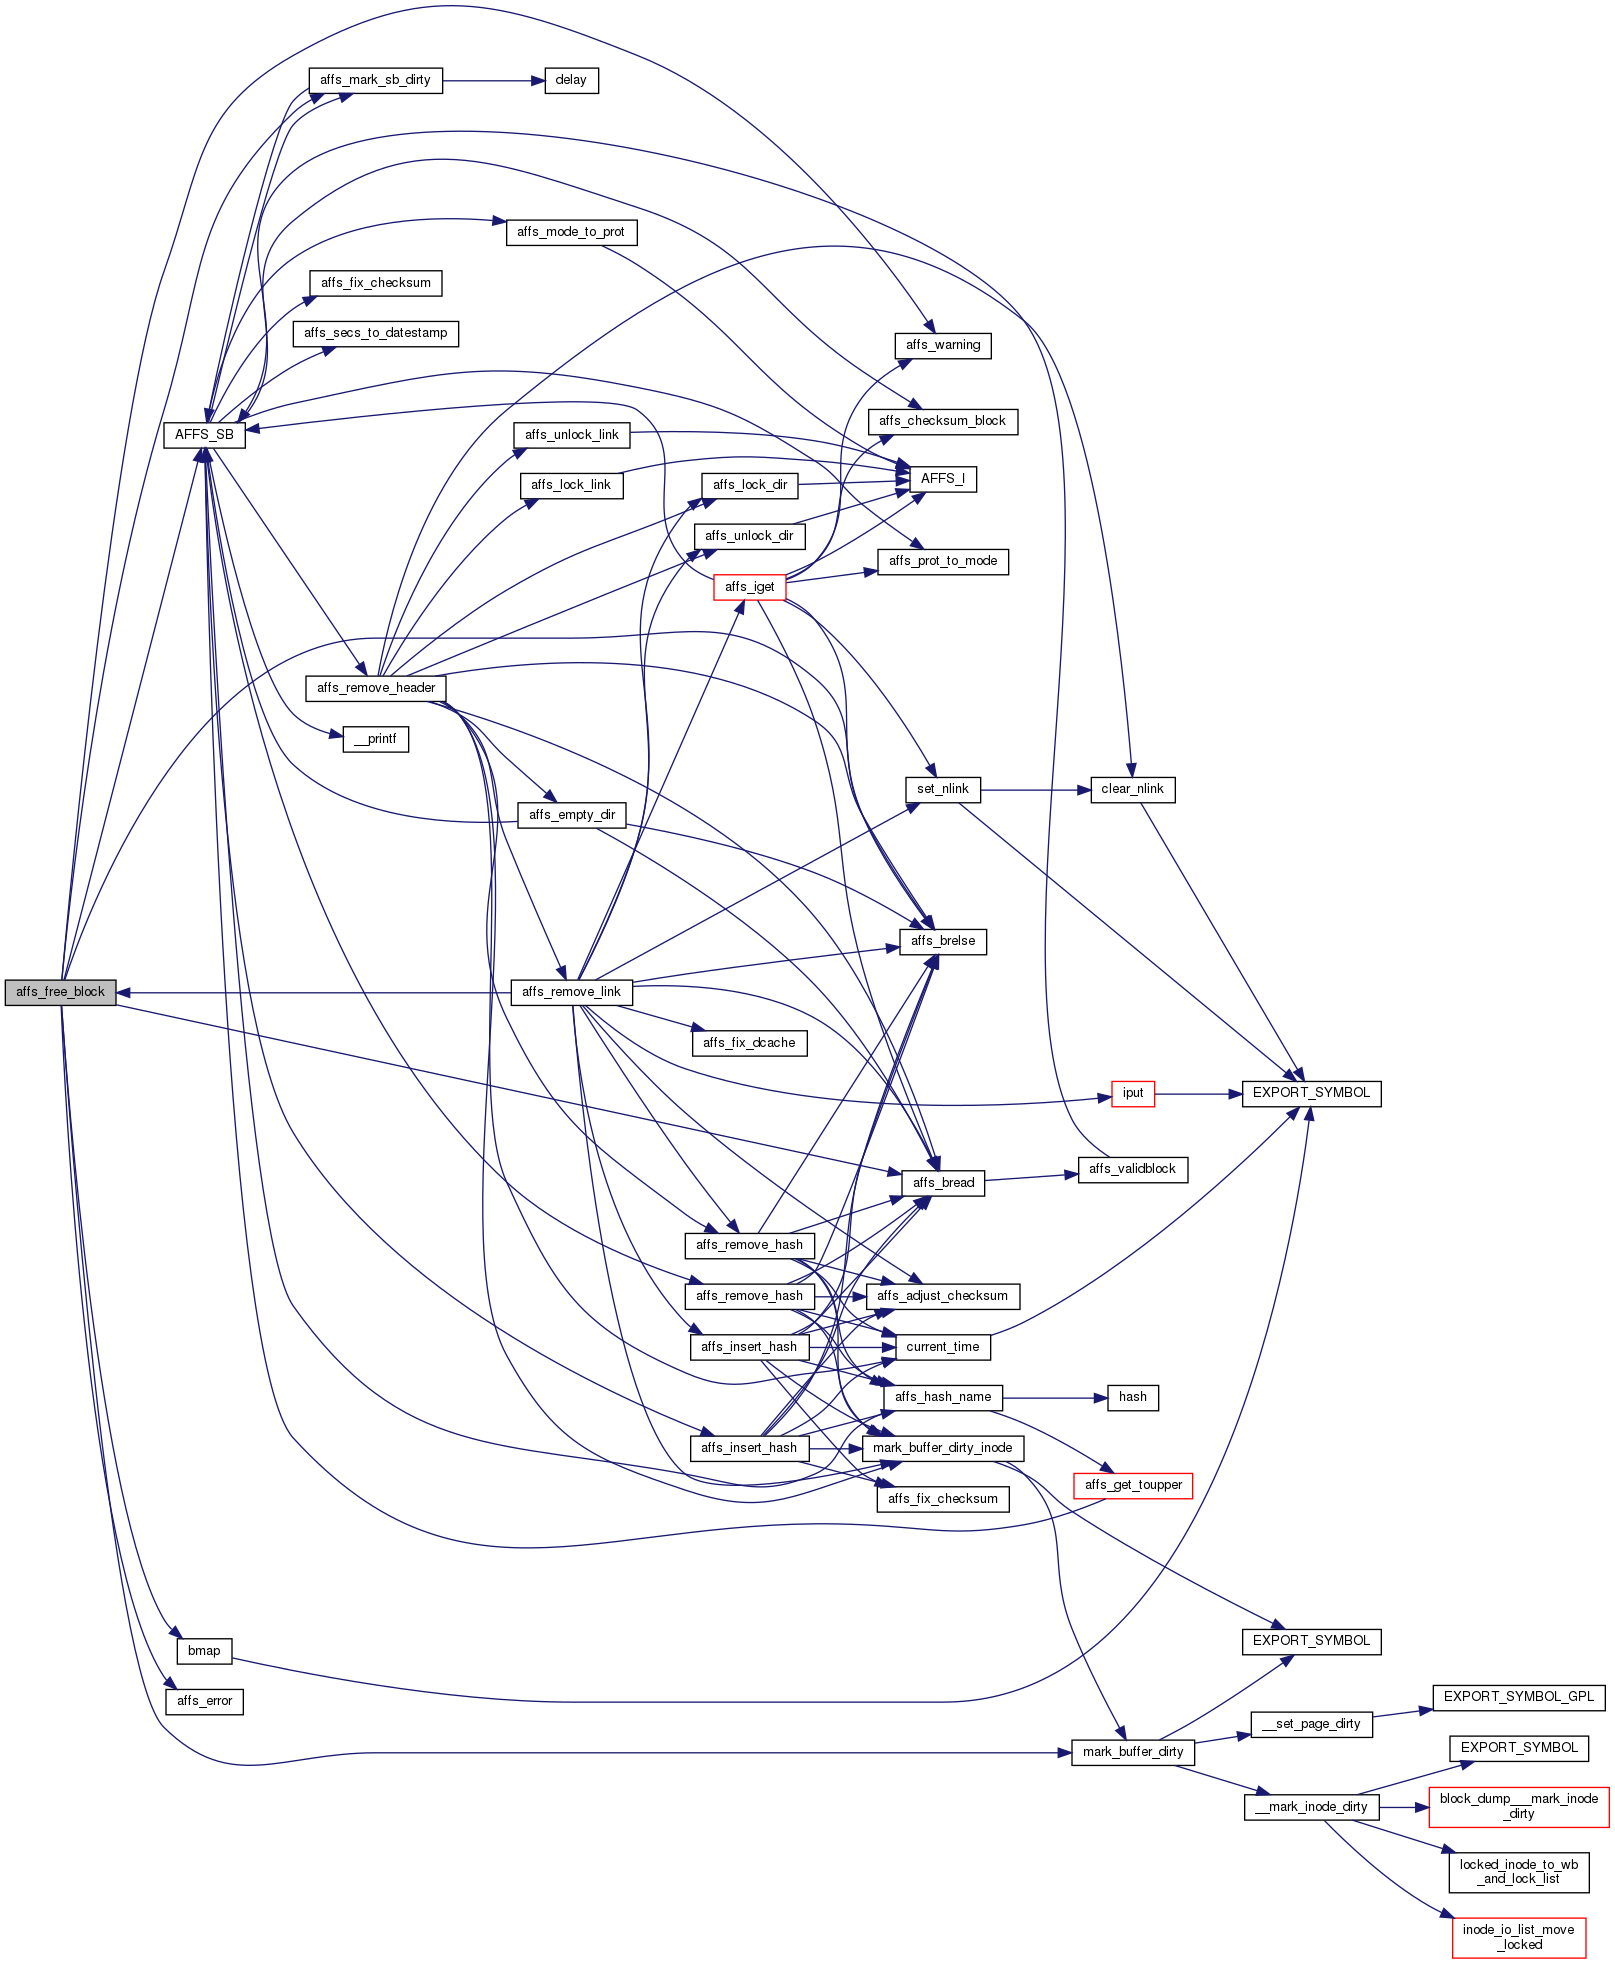 affs_mark_sb_dirty
delay
affs_mode_to_prot
affs_fix_checksum
affs_secs_to_datestamp
affs_warning
affs_checksum_block
AFFS_SB
affs_unlock_link
AFFS_I
affs_lock_link
affs_lock_dir
affs_unlock_dir
affs_prot_to_mode
affs_iget
affs_remove_header
__printf
set_nlink
clear_nlink
affs_empty_dir
affs_brelse
affs_free_block
affs_remove_link
affs_fix_dcache
iput
EXPORT_SYMBOL
affs_validblock
affs_bread
affs_remove_hash
affs_remove_hash
affs_adjust_checksum
affs_insert_hash
current_time
affs_hash_name
hash
affs_insert_hash
mark_buffer_dirty_inode
affs_get_toupper
affs_fix_checksum
bmap
EXPORT_SYMBOL
affs_error
EXPORT_SYMBOL_GPL
__set_page_dirty
mark_buffer_dirty
EXPORT_SYMBOL
__mark_inode_dirty
block_dump___mark_inode
_dirty
locked_inode_to_wb
_and_lock_list
inode_io_list_move
_locked